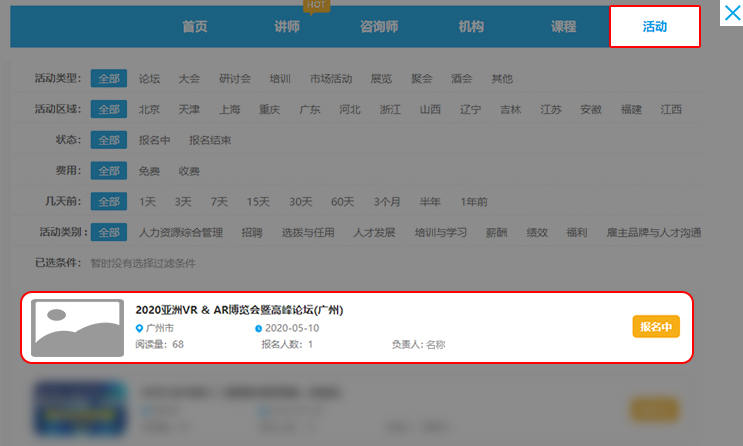 HOT
首页 讲师 咨询师 机构 课程 活动
活动类型: 全部 论坛 大会 研讨会 培训 市场活动 展览 聚会 酒会 其他
活动区域: 全部 北京 天津 上海 重庆 广东 河北 浙江 山西 辽宁 吉林 江苏 安徽 福建 江西
状态: 全部 报名中 报名结束
费用: 全部 免费 收费
几天前: 全部 1天 3天 7天 15天 30天 60天 3个月 半年 1年前
活动类别: 全部 人力资源综合管理 招聘 选拨与任用 人才发展 培训与学习 薪酬 绩效 福利 雇主品牌与人才沟通
已选条件: 暂时没有选择过滤条件
2020亚洲VR & AR博览会暨高峰论坛(广州)
广州市 2020-05-10
报名中
阅读量: 68 报名人数: 1 负责人: 名称